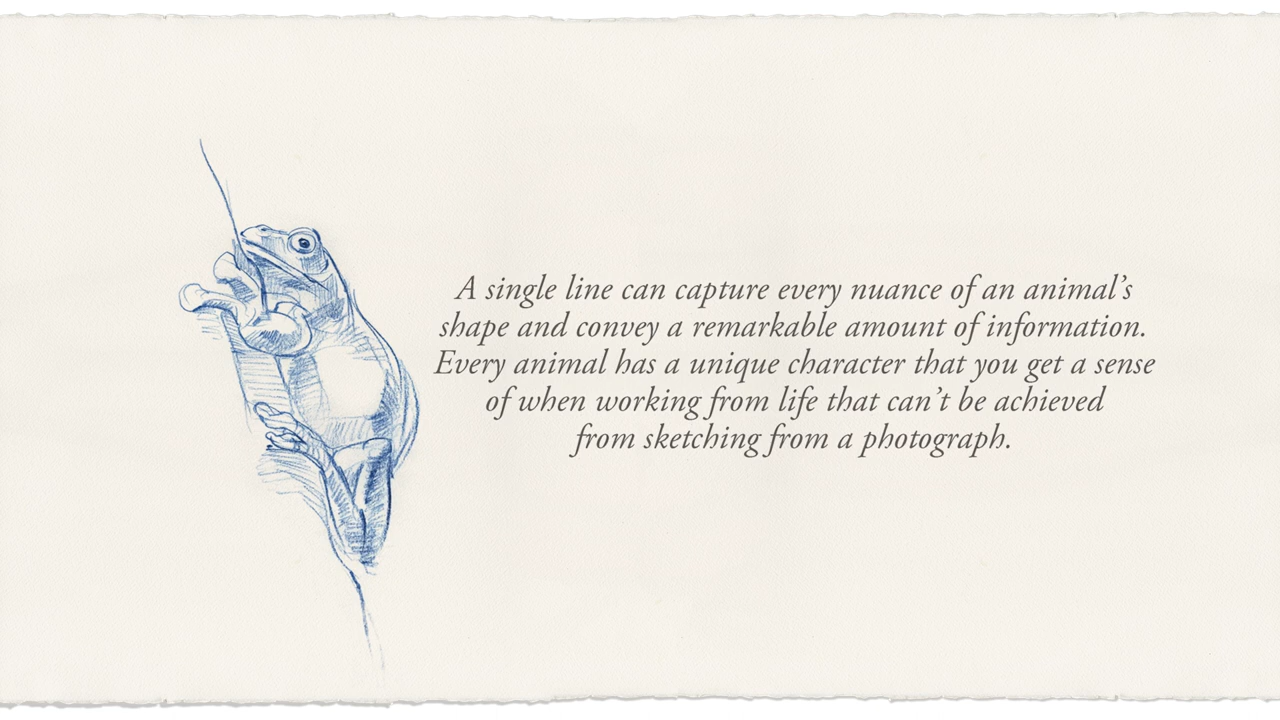 A single line can capture every nuance of an animal’s
shape and convey a remarkable amount of information.
Every animal has a unique character that you get a sense
of when working from life that can’t be achieved
from sketching from a photograph.